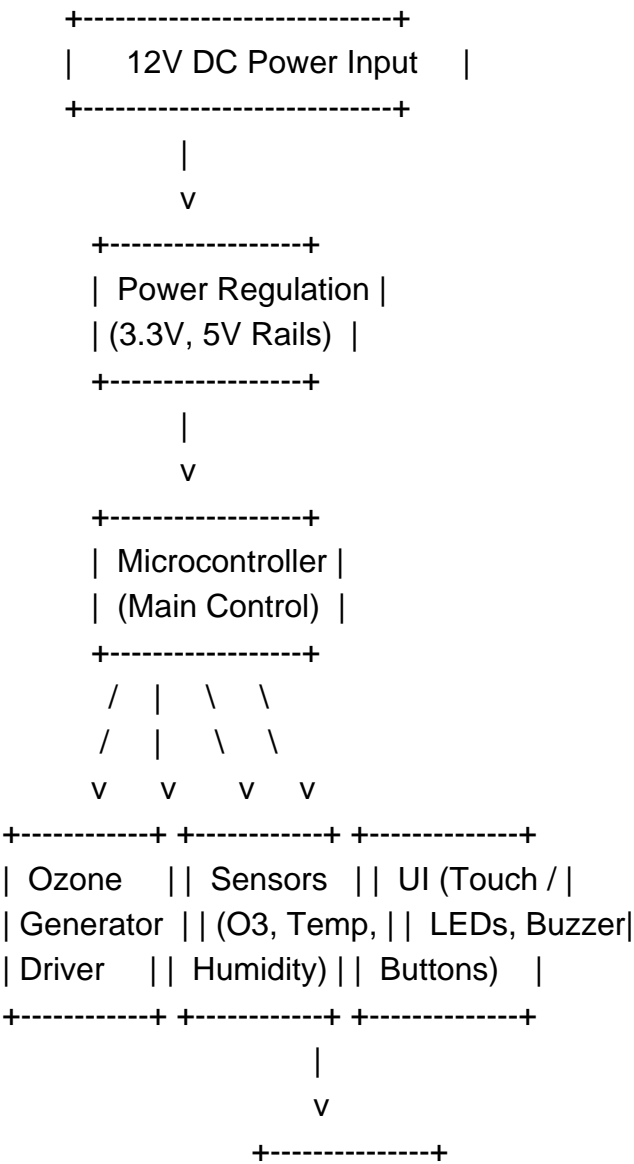 +-----------------------------+
|      12V DC Power Input     |
+-----------------------------+
|
v
+------------------+
|  Power Regulation |
| (3.3V, 5V Rails)  |
+------------------+
|
v
+------------------+
|  Microcontroller |
|  (Main Control)  |
+------------------+
/    |     \     \
/     |      \     \
v      v       v     v
+------------+ +------------+ +--------------+
|  Ozone     | |  Sensors   | |  UI (Touch / |
| Generator  | | (O3, Temp, | |  LEDs, Buzzer|
| Driver     | |  Humidity) | |  Buttons)    |
+------------+ +------------+ +--------------+
|
v
+---------------+